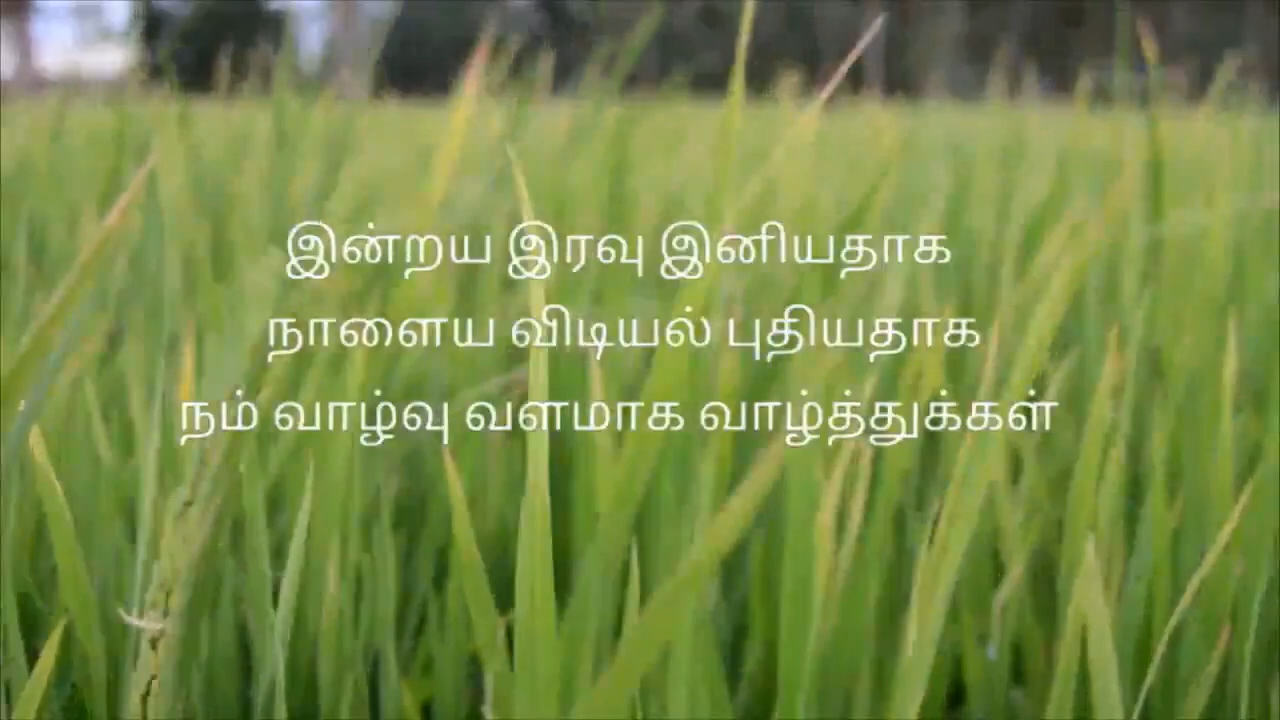 இன்றய இரவு இனியதாக
நாளைய விடியல் புதியதாக
நம் வாழ்வு வளமாக வாழ்த்துக்கள்